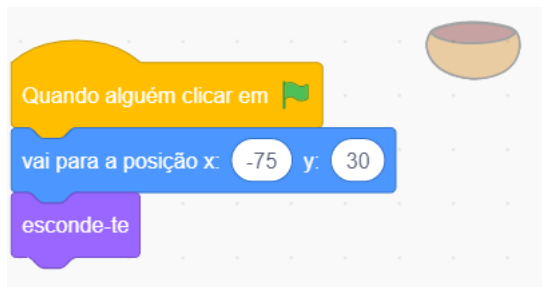 Quando alguém clicar em
vai para a posição x: -75 y: 30
esconde-te